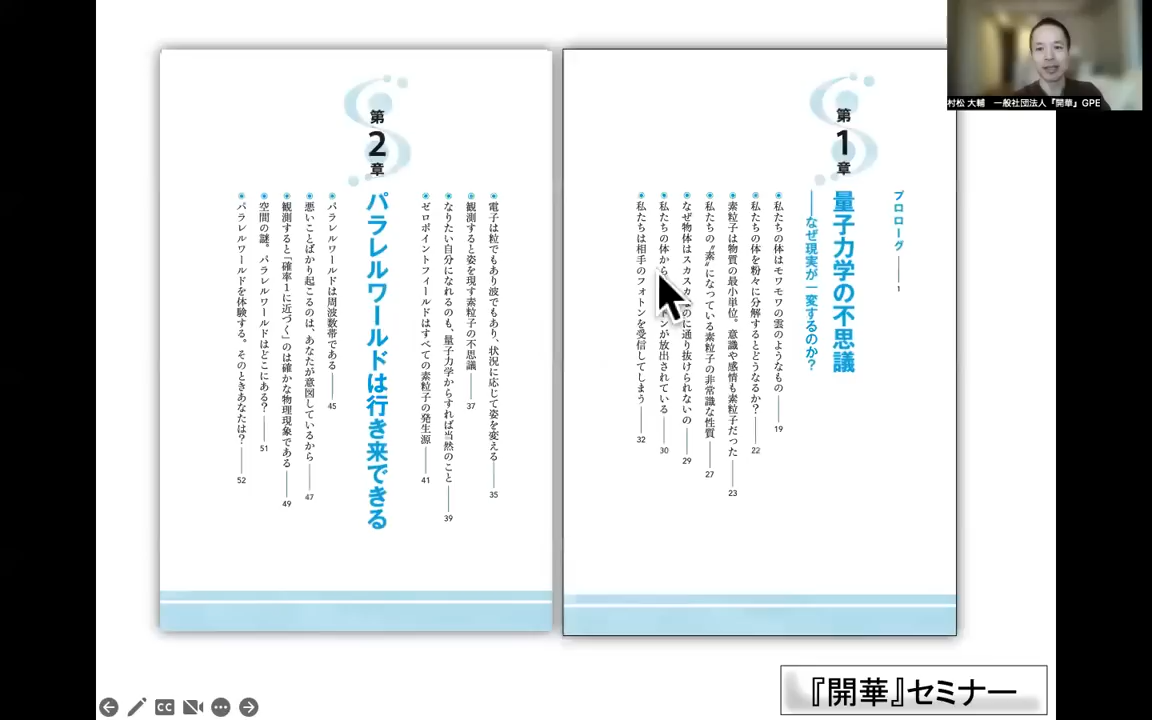 プロローグ 1
第1章
量子力学の不思議
――なぜ現実が一変するのか?
私たちの体はモワモワの雲のようなもの 19
私たちの体を粉々に分解するとどうなるか? 22
素粒子は物質の最小単位。意識や感情も素粒子だった 23
私たちの〝素〟になっている素粒子の非常識な性質 27
なぜ物体はスカスカなのに通り抜けられないの 29
私たちの体から ンが放出されている 30
私たちは相手のフォトンを受信してしまう 32
電子は粒でもあり波でもあり、状況に応じて姿を変える 35
観測すると姿を現す素粒子の不思議 37
なりたい自分になれるのも、量子力学からすれば当然のこと 39
ゼロポイントフィールドはすべての素粒子の発生源 41
第2章
パラレルワールドは行き来できる
パラレルワールドは周波数帯である 45
悪いことばかり起こるのは、あなたが意図しているから 47
観測すると「確率1に近づく」のは確かな物理現象である 49
空間の謎。パラレルワールドはどこにある? 51
パラレルワールドを体験する。そのときあなたは? 52
村松 大輔 一般社団法人『開華』GPE
『開華』セミナー
CC